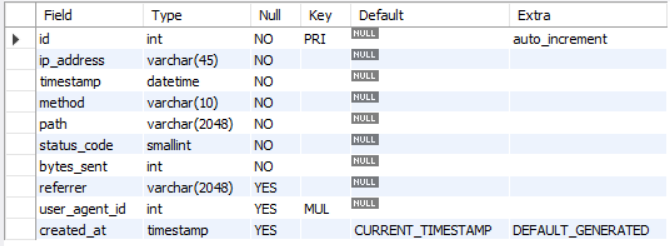 Field Type Null Key Default Extra
id int NO PRI NULL auto_increment
ip_address varchar(45) NO NULL
timestamp datetime NO NULL
method varchar(10) NO NULL
path varchar(2048) NO NULL
status_code smallint NO NULL
bytes_sent int NO NULL
referrer varchar(2048) YES NULL
user_agent_id int YES MUL NULL
created_at timestamp YES CURRENT_TIMESTAMP DEFAULT_GENERATED